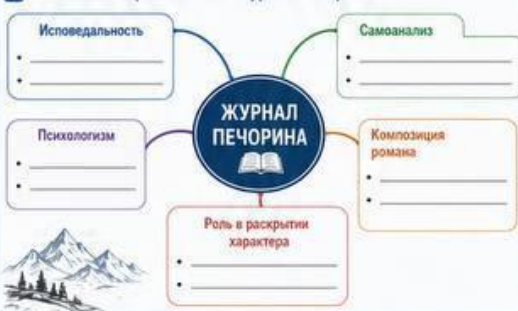 Исповедальность
Самоанализ
ЖУРНАЛ
ПЕЧОРИНА
Психологизм
Композиция
романа
Роль в раскрытии
характера